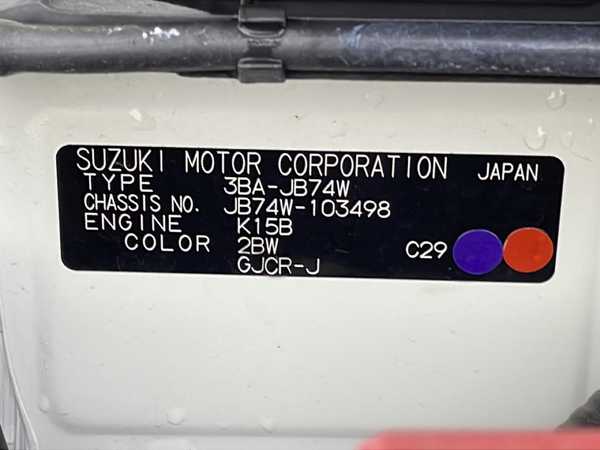 SUZUKI MOTOR CORPORATION JAPAN
TYPE 3BA-JB74W
CHASSIS NO. JB74W-103498
ENGINE K15B
COLOR 2BW C29
GJCR-J